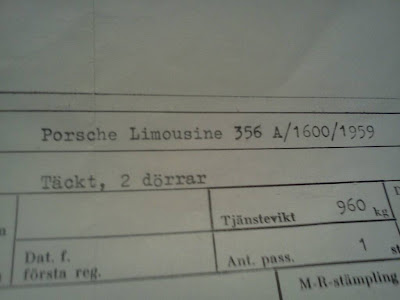 Porsche Limousine 356 A/1600/1959
Täckt, 2 dörrar
Tjänstevikt 960 kg
Dat. f.
första reg.
Ant. pass. 1 st
M-R-stämpling